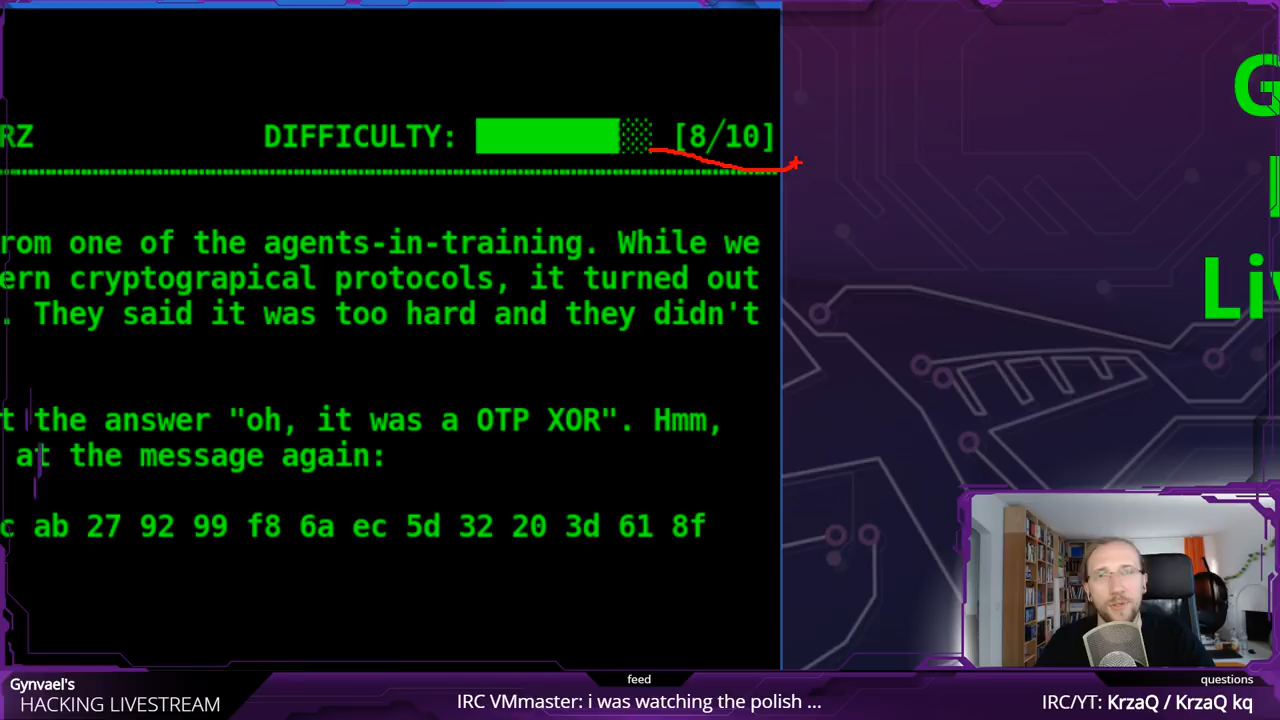 RZ DIFFICULTY: [8/10]
rom one of the agents-in-training. While we
ern cryptograpical protocols, it turned out
. They said it was too hard and they didn't
t the answer "oh, it was a OTP XOR". Hmm,
at the message again:
c ab 27 92 99 f8 6a ec 5d 32 20 3d 61 8f
G
Liv
Gynvael's
HACKING LIVESTREAM
feed
IRC VMmaster: i was watching the polish ...
questions
IRC/YT: KrzaQ / KrzaQ kq